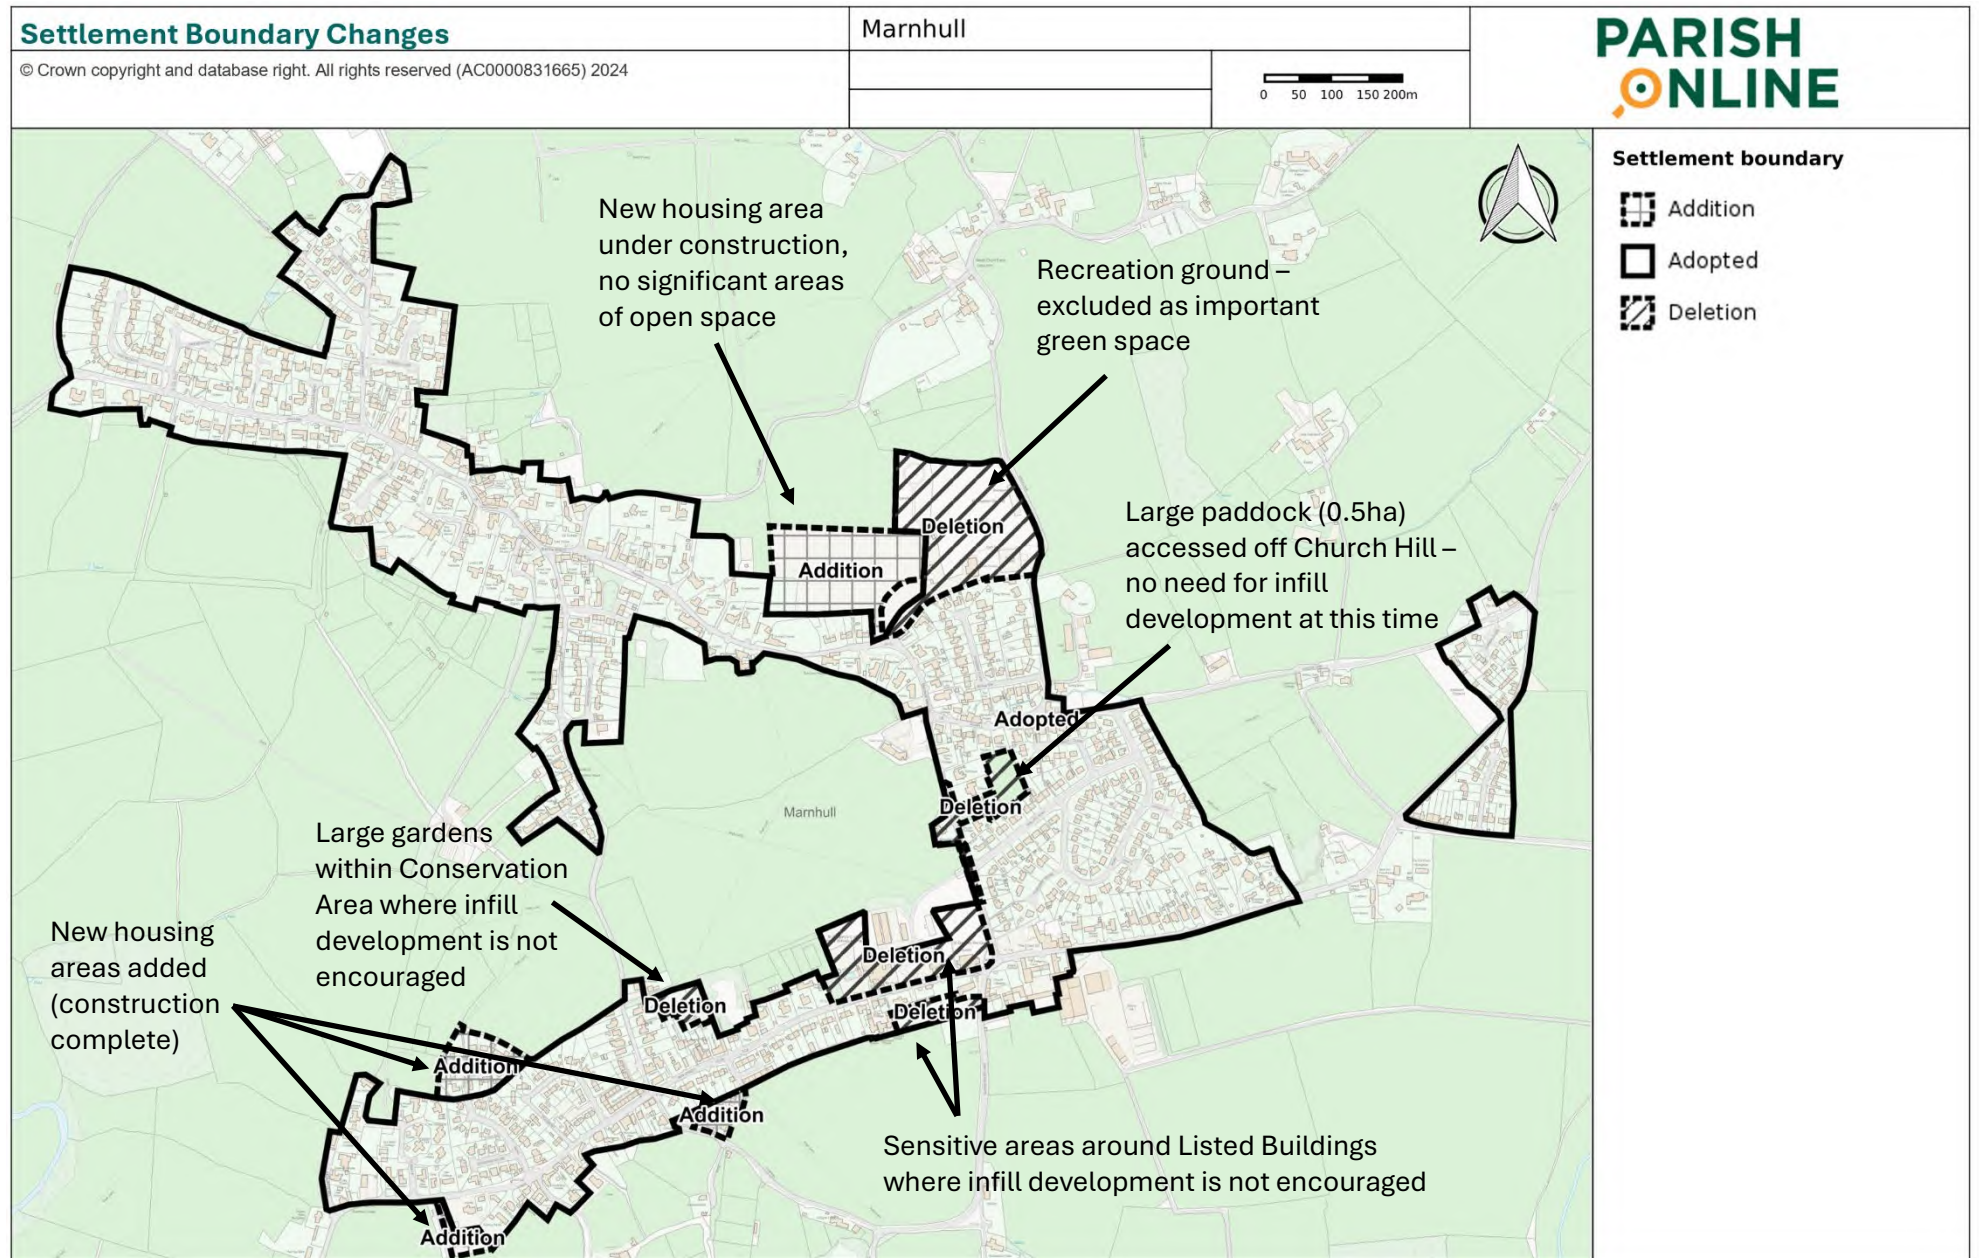 Settlement Boundary Changes
Marnhull
© Crown copyright and database right. All rights reserved (AC0000831665) 2024
0 50 100 150 200m
PARISH
ONLINE
Settlement boundary
Addition
Adopted
Deletion
New housing area
under construction,
no significant areas
of open space
Recreation ground –
excluded as important
green space
Deletion
Large paddock (0.5ha)
accessed off Church Hill –
no need for infill
development at this time
Addition
Adopted
Deletion
Marnhull
Large gardens
within Conservation
Area where infill
development is not
encouraged
New housing
areas added
(construction
complete)
Deletion
Deletion
Deletion
Addition
Addition
Sensitive areas around Listed Buildings
where infill development is not encouraged
Addition